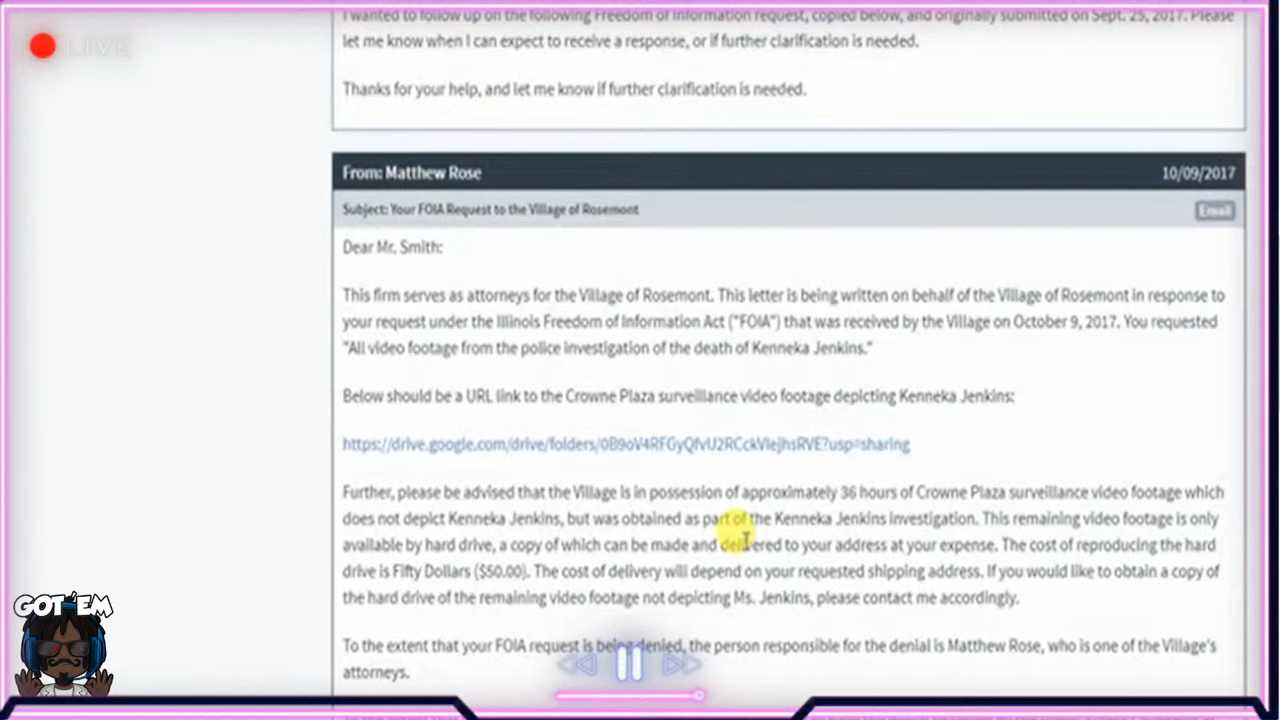 LIVE
I wanted to follow up on the following Freedom of Information request, copied below, and originally submitted on Sept. 25, 2017. Please
let me know when I can expect to receive a response, or if further clarification is needed.
Thanks for your help, and let me know if further clarification is needed.
From: Matthew Rose
10/09/2017
Subject: Your FOIA Request to the Village of Rosemont
Email
Dear Mr. Smith:
This firm serves as attorneys for the Village of Rosemont. This letter is being written on behalf of the Village of Rosemont in response to
your request under the Illinois Freedom of Information Act ("FOIA") that was received by the Village on October 9, 2017. You requested
"All video footage from the police investigation of the death of Kenneka Jenkins."
Below should be a URL link to the Crowne Plaza surveillance video footage depicting Kenneka Jenkins:
https://drive.google.com/drive/folders/0B9oV4RFGyQfvU2RCckVlejhsRVE?usp=sharing
Further, please be advised that the Village is in possession of approximately 36 hours of Crowne Plaza surveillance video footage which
does not depict Kenneka Jenkins, but was obtained as part of the Kenneka Jenkins investigation. This remaining video footage is only
available by hard drive, a copy of which can be made and delivered to your address at your expense. The cost of reproducing the hard
drive is Fifty Dollars ($50.00). The cost of delivery will depend on your requested shipping address. If you would like to obtain a copy of
the hard drive of the remaining video footage not depicting Ms. Jenkins, please contact me accordingly.
To the extent that your FOIA request is being denied, the person responsible for the denial is Matthew Rose, who is one of the Village's
attorneys.
GOT 'EM